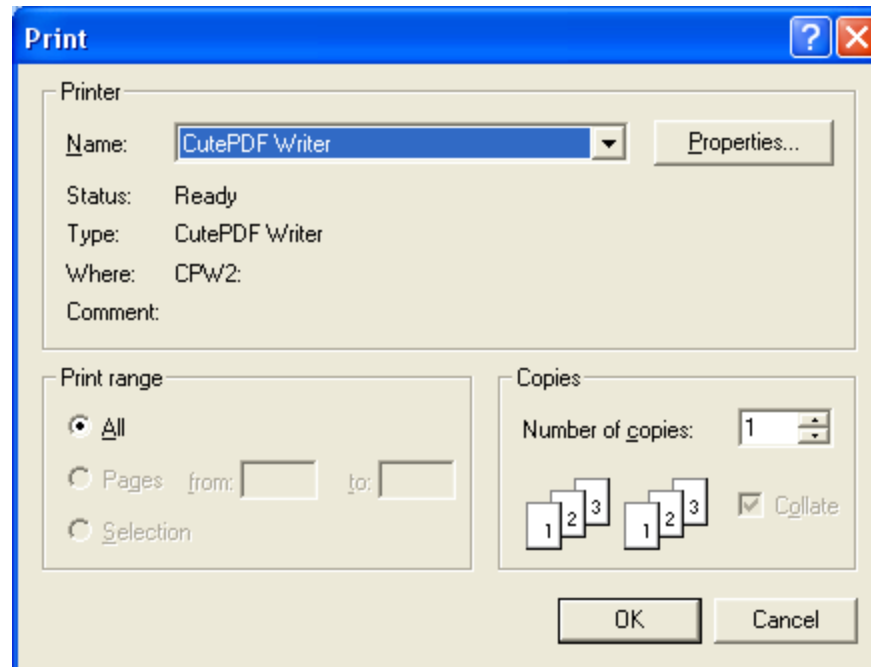 Print
Printer
Name: CutePDF Writer Properties...
Status: Ready
Type: CutePDF Writer
Where: CPW2:
Comment:
Print range
All
Pages from: to:
Selection
Copies
Number of copies: 1
1 2 3 1 2 3
Collate
OK Cancel